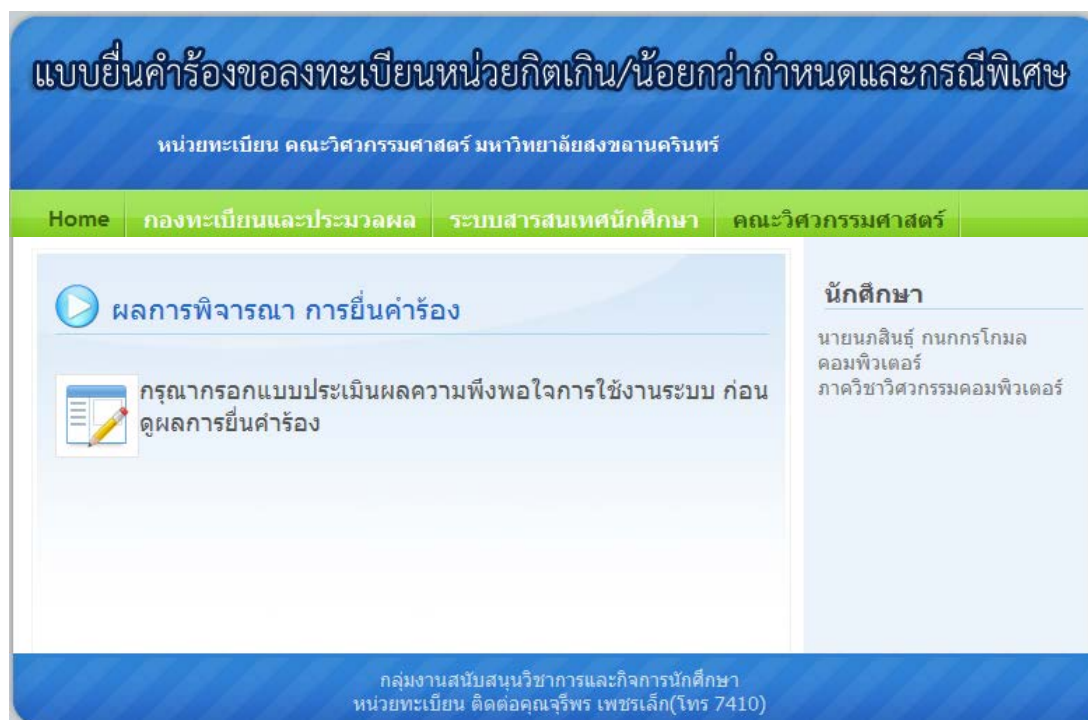 แบบยื่นคำร้องขอลงทะเบียนหน่วยกิตเกิน/น้อยกว่ากำหนดและกรณีพิเศษ
หน่วยทะเบียน คณะวิศวกรรมศาสตร์ มหาวิทยาลัยสงขลานครินทร์
Home กองทะเบียนและประมวลผล ระบบสารสนเทศนักศึกษา คณะวิศวกรรมศาสตร์
ผลการพิจารณา การยื่นคำร้อง
กรุณากรอกแบบประเมินผลความพึงพอใจการใช้งานระบบ ก่อน
ดูผลการยื่นคำร้อง
นักศึกษา
นายนภสินธุ์ กนกกรโกมล
คอมพิวเตอร์
ภาควิชาวิศวกรรมคอมพิวเตอร์
กลุ่มงานสนับสนุนวิชาการและกิจการนักศึกษา
หน่วยทะเบียน ติดต่อคุณจุรีพร เพชรเล็ก(โทร 7410)